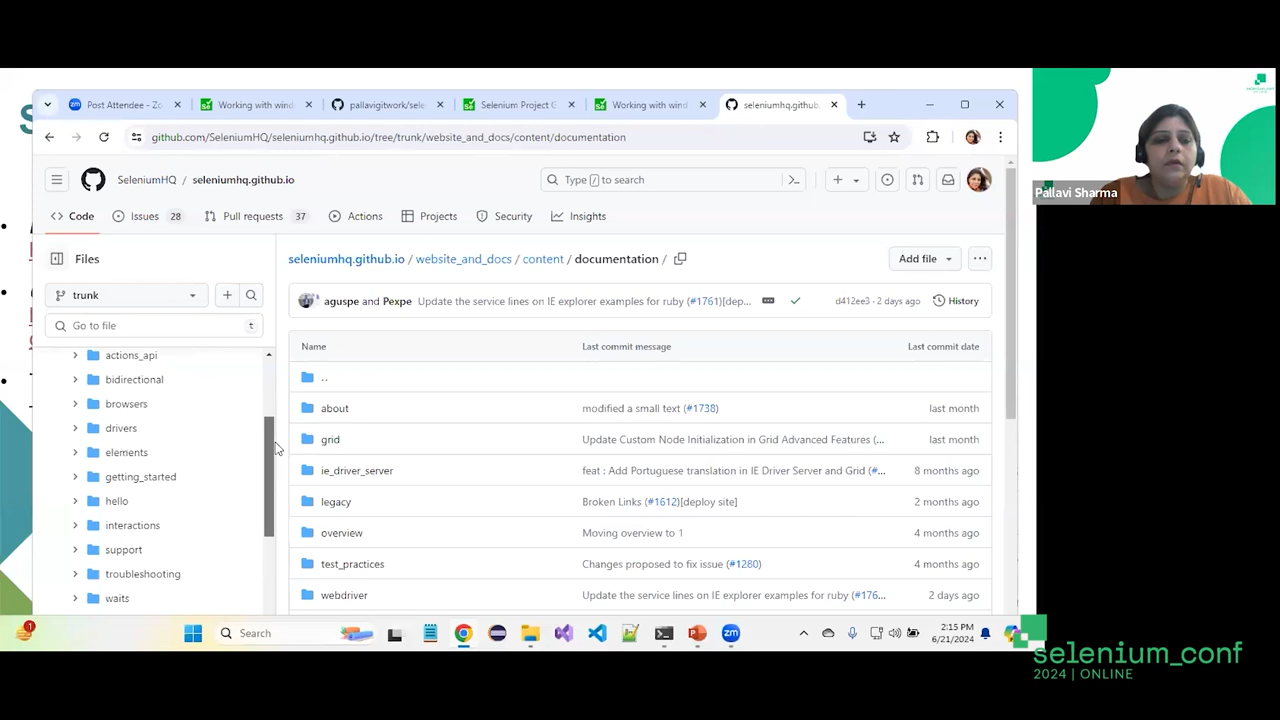 Post Attendee - Zo
Working with wind
pallavigitwork/sele
Selenium Project G
Working with wind
seleniumhq.github.
github.com/SeleniumHQ/seleniumhq.github.io/tree/trunk/website_and_docs/content/documentation
SeleniumHQ / seleniumhq.github.io
Type / to search
Pallavi Sharma
Code
Issues 28
Pull requests 37
Actions
Projects
Security
Insights
Files
trunk
Go to file
t
actions_api
bidirectional
browsers
drivers
elements
getting_started
hello
interactions
support
troubleshooting
waits
seleniumhq.github.io / website_and_docs / content / documentation /
Add file
aguspe and Pexpe Update the service lines on IE explorer examples for ruby (#1761)[dep... d412ee3 · 2 days ago History
Name Last commit message Last commit date
..
about modified a small text (#1738) last month
grid Update Custom Node Initialization in Grid Advanced Features (... last month
ie_driver_server feat : Add Portuguese translation in IE Driver Server and Grid (#... 8 months ago
legacy Broken Links (#1612)[deploy site] 2 months ago
overview Moving overview to 1 4 months ago
test_practices Changes proposed to fix issue (#1280) 4 months ago
webdriver Update the service lines on IE explorer examples for ruby (#176... 2 days ago
1
Search
zm
2:15 PM
6/21/2024
selenium_conf
2024 | ONLINE